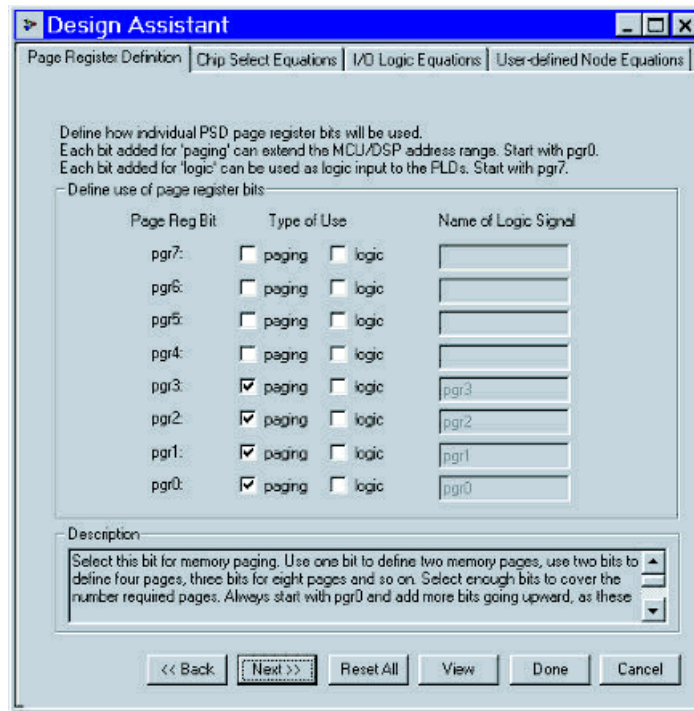 Design Assistant
Page Register Definition Chip Select Equations I/O Logic Equations User-defined Node Equations
Define how individual PSD page register bits will be used.
Each bit added for 'paging' can extend the MCU/DSP address range. Start with pgr0.
Each bit added for 'logic' can be used as logic input to the PLDs. Start with pgr7.
Define use of page register bits
Page Reg Bit Type of Use Name of Logic Signal
pgr7: paging logic
pgr6: paging logic
pgr5: paging logic
pgr4: paging logic
pgr3: paging logic pgr3
pgr2: paging logic pgr2
pgr1: paging logic pgr1
pgr0: paging logic pgr0
Description
Select this bit for memory paging. Use one bit to define two memory pages, use two bits to
define four pages, three bits for eight pages and so on. Select enough bits to cover the
number required pages. Always start with pgr0 and add more bits going upward, as these
<< Back Next >> Reset All View Done Cancel